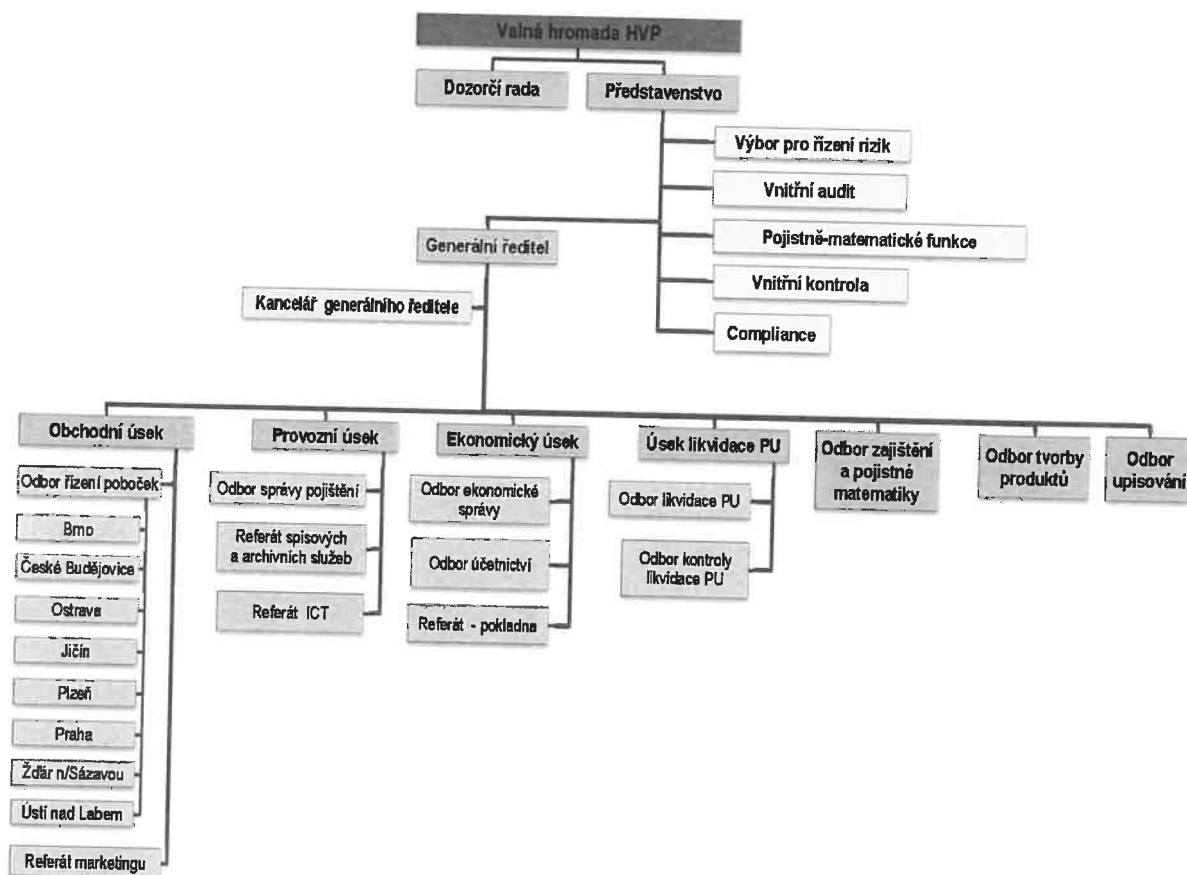 Valná hromada HVP
Dozorčí rada
Představenstvo
Výbor pro řízení rizik
Vnitřní audit
Pojistně-matematické funkce
Vnitřní kontrola
Compliance
Generální ředitel
Kancelář generálního ředitele
Obchodní úsek
Odbor řízení poboček
Brno
České Budějovice
Ostrava
Jičín
Plzeň
Praha
Žďár n/Sázavou
Ústí nad Labem
Referát marketingu
Provozní úsek
Odbor správy pojištění
Referát spisových
a archivních služeb
Referát ICT
Ekonomický úsek
Odbor ekonomické
správy
Odbor účetnictví
Referát - pokladna
Úsek likvidace PU
Odbor likvidace PU
Odbor kontroly
likvidace PU
Odbor zajištění
a pojistné
matematiky
Odbor tvorby
produktů
Odbor
upisování